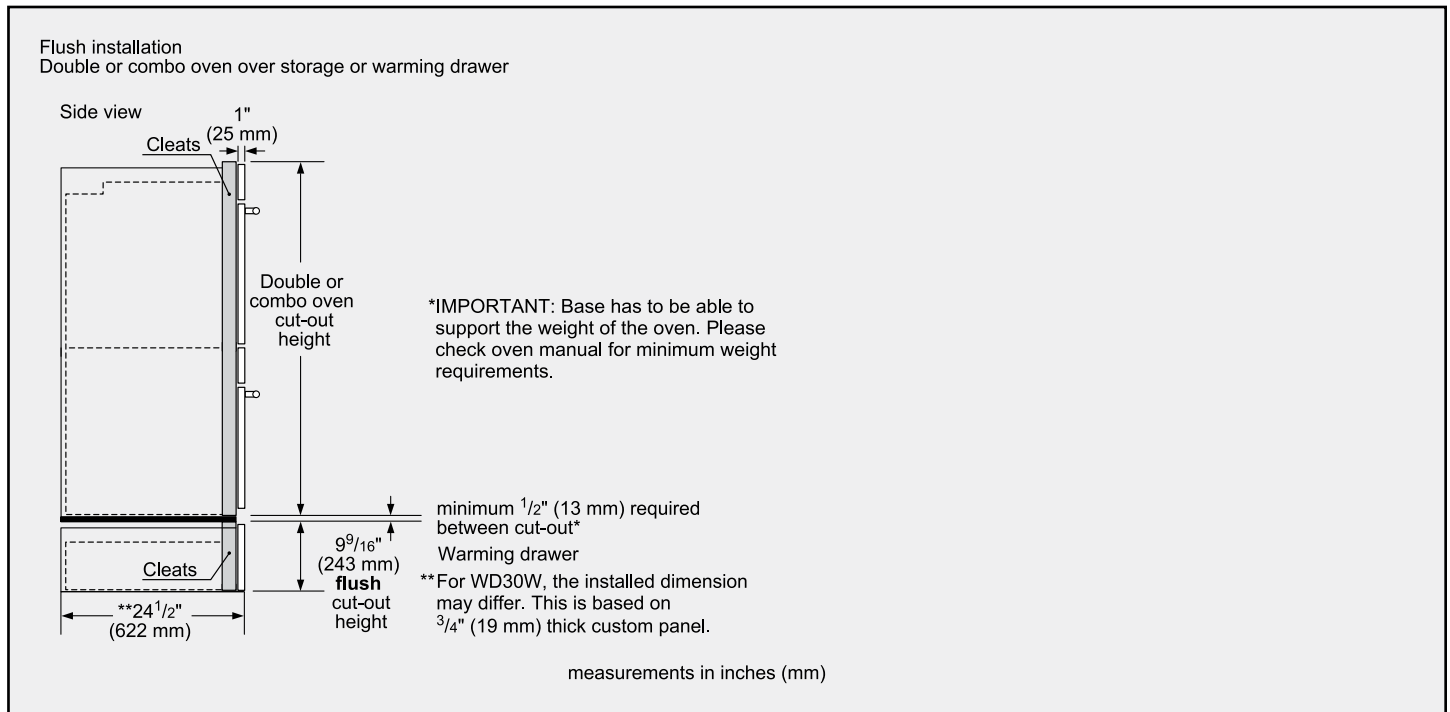 Flush installation
Double or combo oven over storage or warming drawer
Side view
1"
(25 mm)
Cleats
Double or
combo oven
cut-out
height
*IMPORTANT: Base has to be able to
support the weight of the oven. Please
check oven manual for minimum weight
requirements.
minimum 1/2" (13 mm) required
between cut-out*
Warming drawer
9 9/16"
(243 mm)
flush
cut-out
height
Cleats
**24 1/2"
(622 mm)
**For WD30W, the installed dimension
may differ. This is based on
3/4" (19 mm) thick custom panel.
measurements in inches (mm)